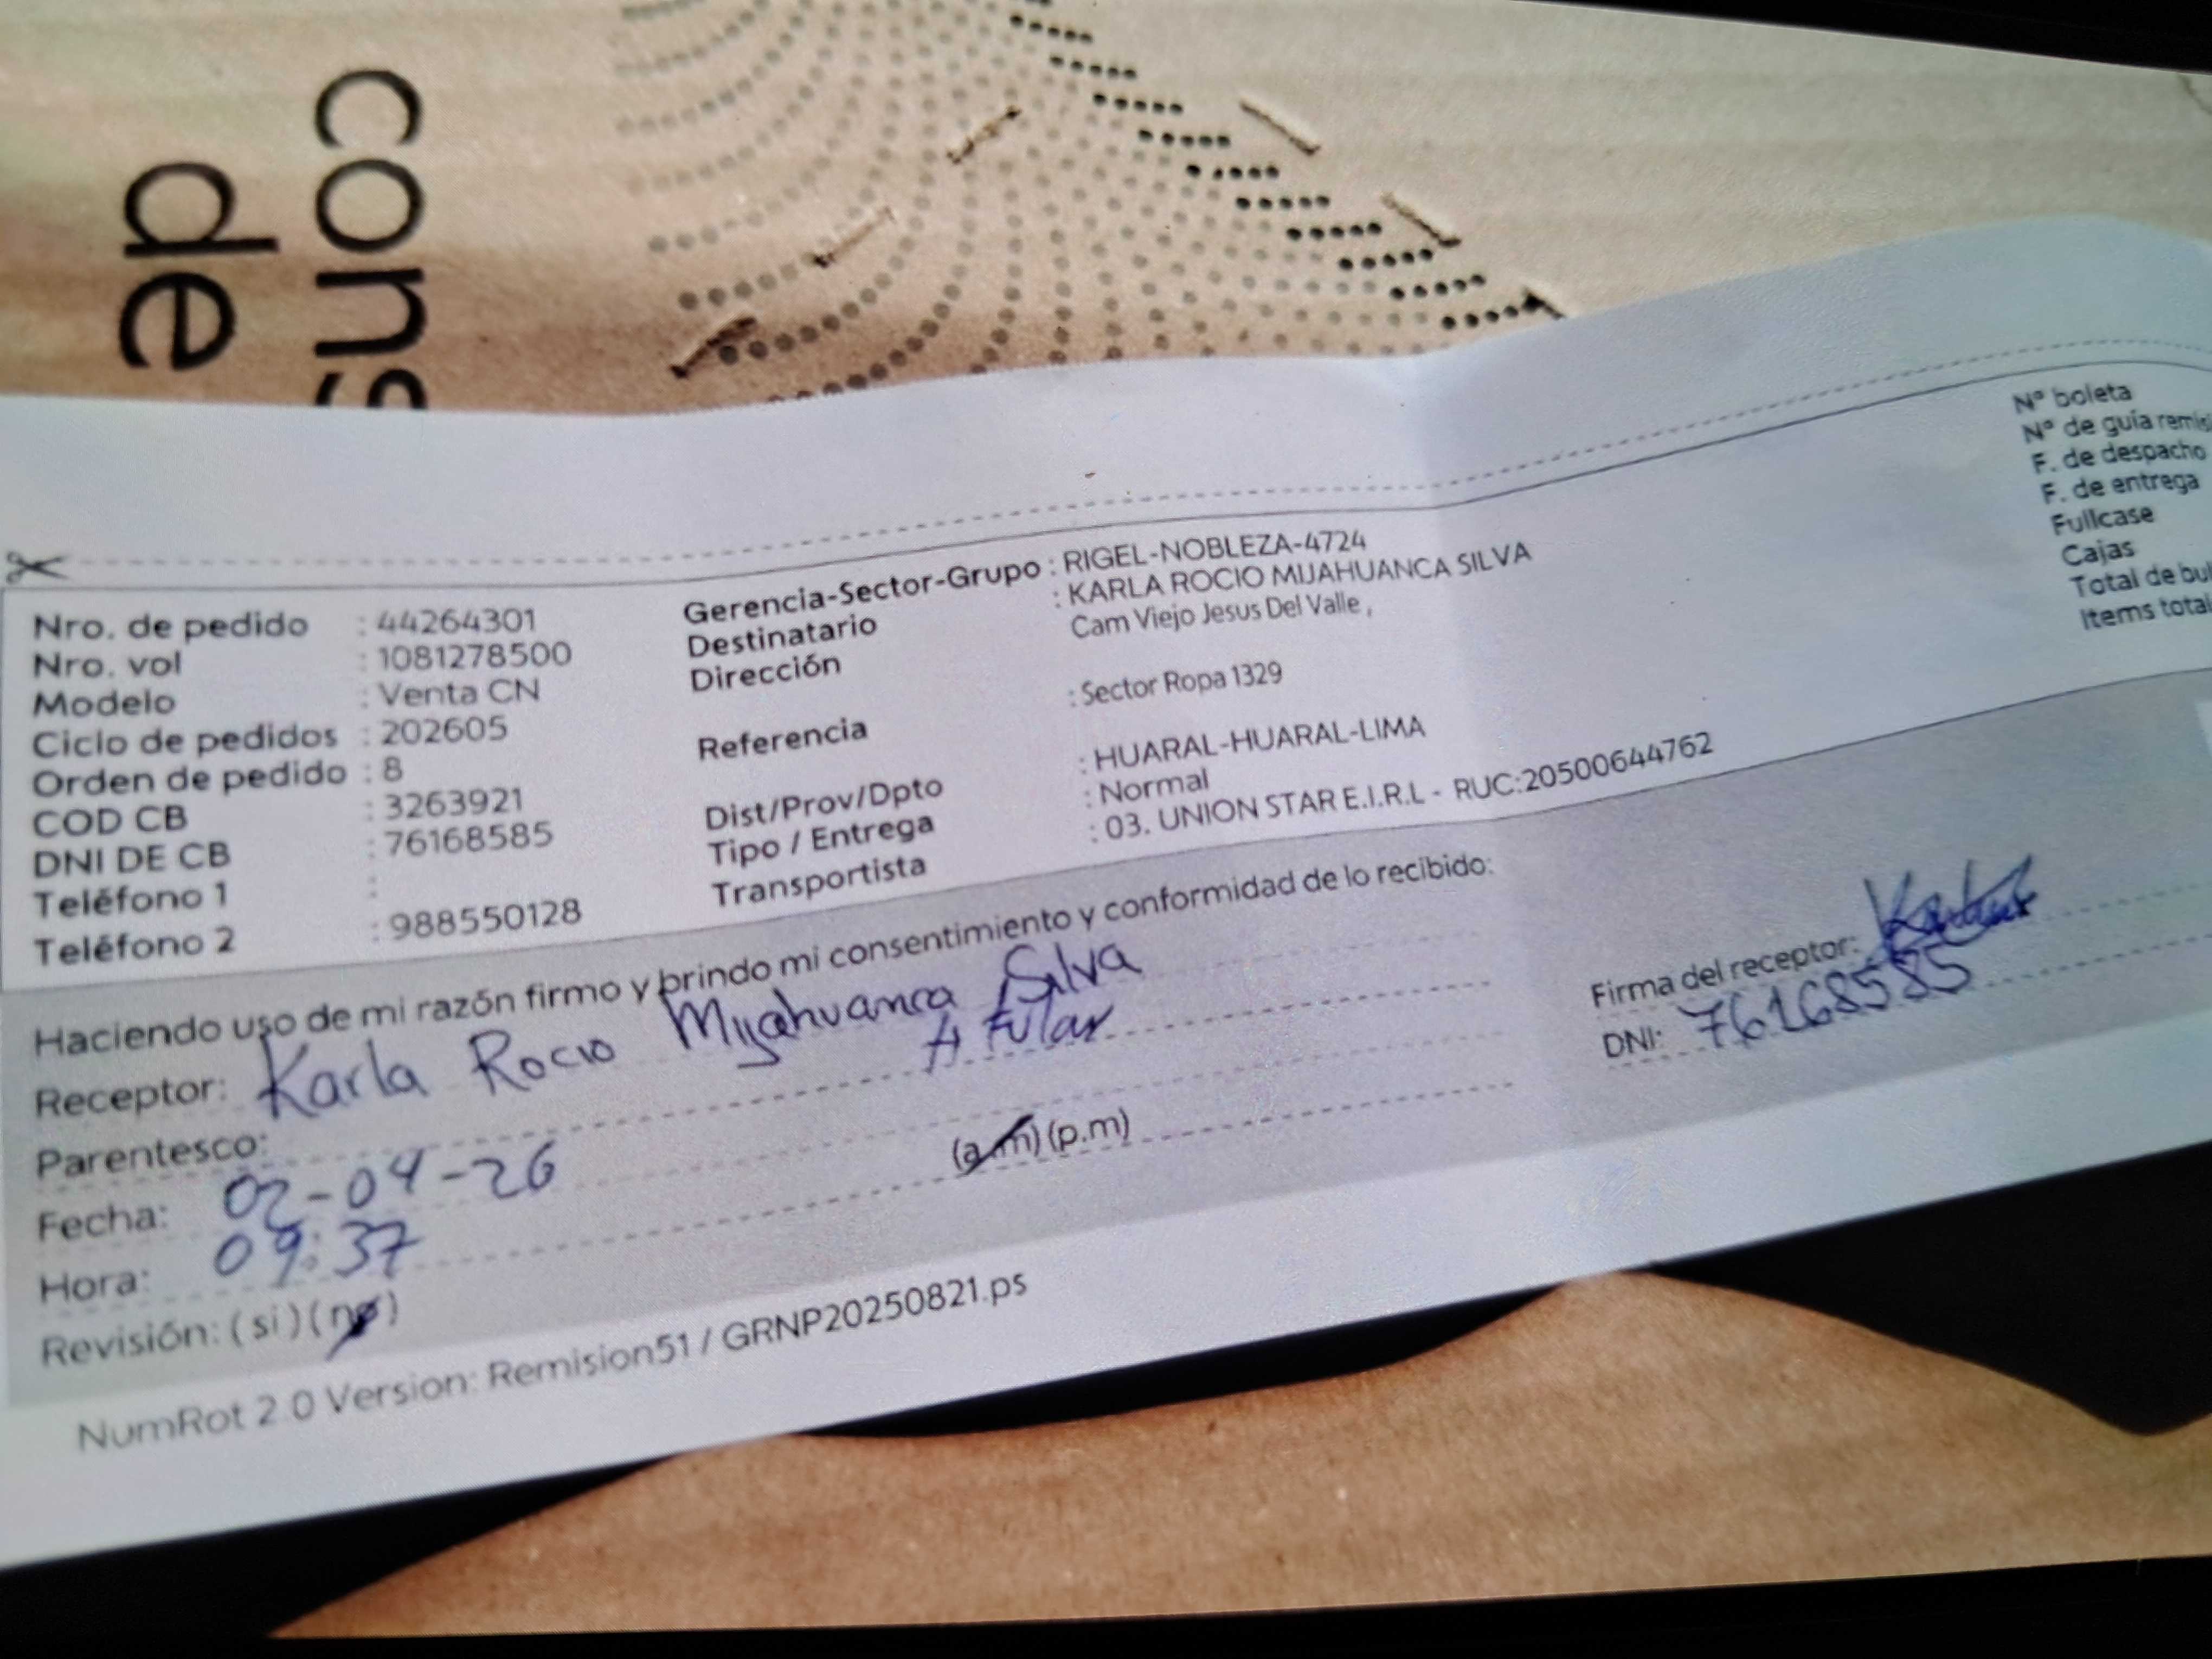 cons
de
Nro. de pedido : 44264301
Nro. vol : 1081278500
Modelo : Venta CN
Ciclo de pedidos : 202605
Orden de pedido : 8
COD CB : 3263921
DNI DE CB : 76168585
Teléfono 1 :
Teléfono 2 : 988550128
Gerencia-Sector-Grupo : RIGEL-NOBLEZA-4724
Destinatario : KARLA ROCIO MIJAHUANCA SILVA
Dirección Cam Viejo Jesus Del Valle ,
Referencia : Sector Ropa 1329
Dist/Prov/Dpto : HUARAL-HUARAL-LIMA
Tipo / Entrega : Normal
Transportista : 03. UNION STAR E.I.R.L - RUC:20500644762
Nº boleta
Nº de guía remisi
F. de despacho
F. de entrega
Fullcase
Cajas
Total de bul
Items total
Haciendo uso de mi razón firmo y brindo mi consentimiento y conformidad de lo recibido:
Receptor: Karla Rocio Mijahuanca Silva
Parentesco:
Fecha: 02-04-26
Hora: 09:37 (a.m) (p.m)
Revisión: (si) (no)
Firma del receptor:
DNI: 76168585
NumRot 2.0 Version: Remision51 / GRNP20250821.ps